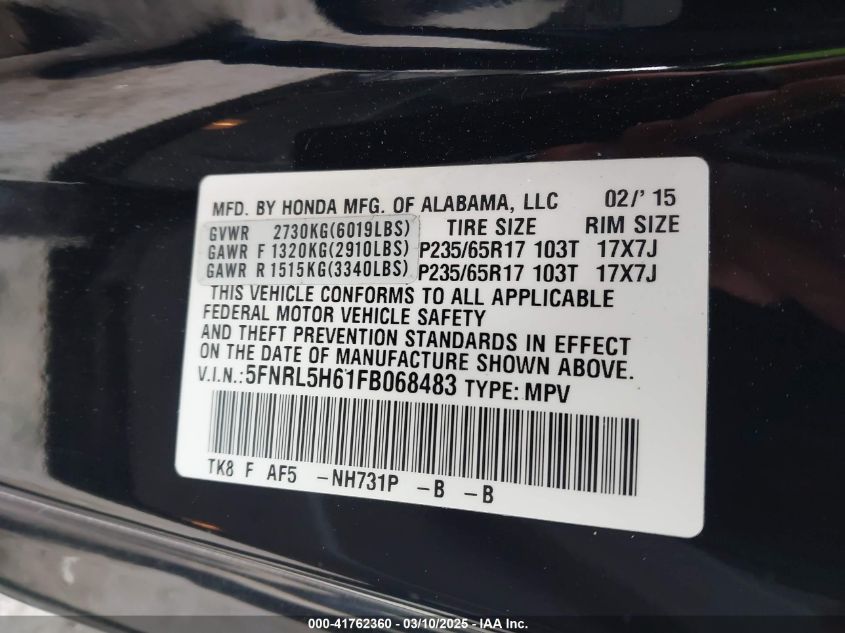 MFD. BY HONDA MFG. OF ALABAMA, LLC 02/' 15
GVWR 2730KG(6019LBS) TIRE SIZE RIM SIZE
GAWR F 1320KG(2910LBS) P235/65R17 103T 17X7J
GAWR R 1515KG(3340LBS) P235/65R17 103T 17X7J
THIS VEHICLE CONFORMS TO ALL APPLICABLE
FEDERAL MOTOR VEHICLE SAFETY
AND THEFT PREVENTION STANDARDS IN EFFECT
ON THE DATE OF MANUFACTURE SHOWN ABOVE.
V.I.N.:5FNRL5H61FB068483 TYPE: MPV
TK8 F AF5 -NH731P -B -B
000-41762360 - 03/10/2025 - IAA Inc.